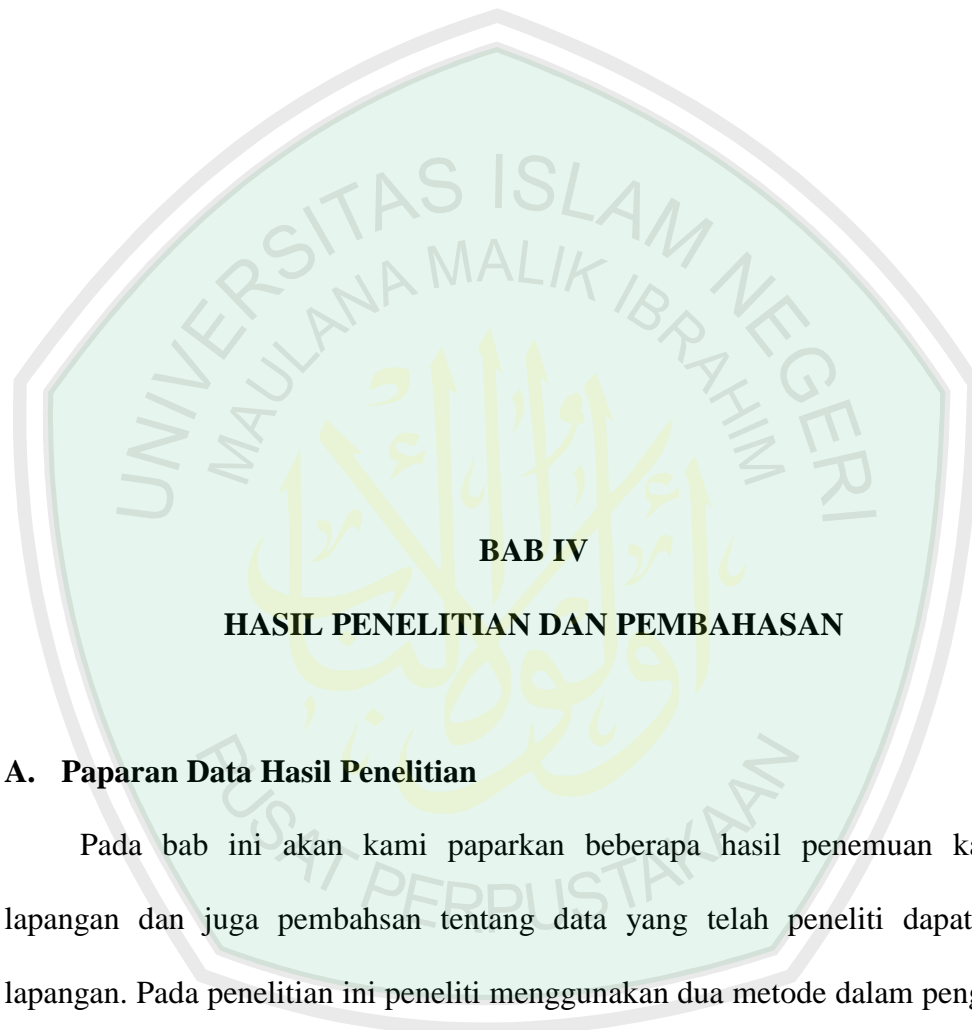 UNIVERSITAS ISLAM NEGERI
MAULANA MALIK IBRAHIM
BAB IV
HASIL PENELITIAN DAN PEMBAHASAN
A. Paparan Data Hasil Penelitian
Pada bab ini akan kami paparkan beberapa hasil penemuan
lapangan dan juga pembahsan tentang data yang telah peneliti dapat
lapangan. Pada penelitian ini peneliti menggunakan dua metode dalam
PUSAT PERPUSTAKAAN